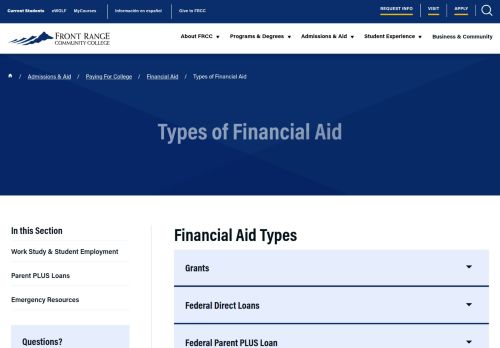 Current Students eWOLF MyCourses Información en español Give to FRCC REQUEST INFO VISIT APPLY
FRONT RANGE
COMMUNITY COLLEGE
About FRCC Programs & Degrees Admissions & Aid Student Experience Business & Community
/ Admissions & Aid / Paying For College / Financial Aid / Types of Financial Aid
Types of Financial Aid
In this Section
Work Study & Student Employment
Parent PLUS Loans
Emergency Resources
Questions?
Financial Aid Types
Grants
Federal Direct Loans
Federal Parent PLUS Loan